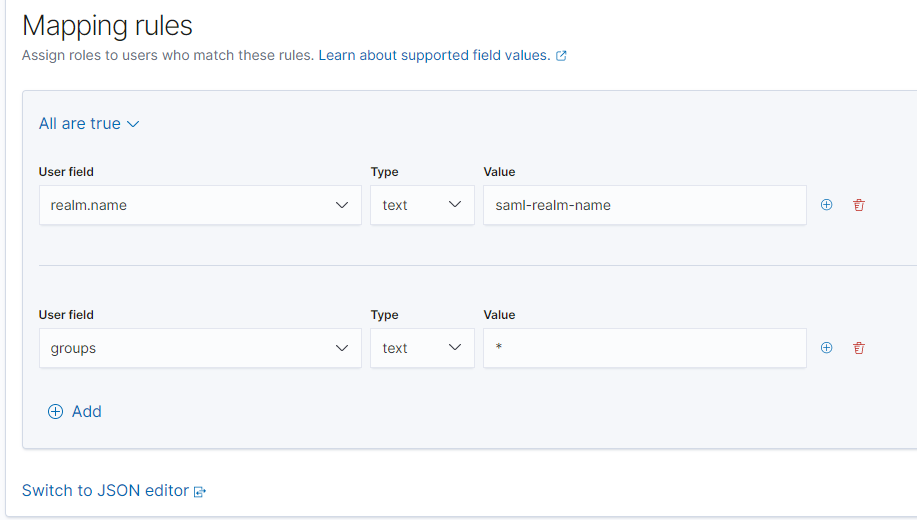 Mapping rules
Assign roles to users who match these rules. Learn about supported field values.
All are true
User field Type Value
realm.name text saml-realm-name
User field Type Value
groups text *
Add
Switch to JSON editor